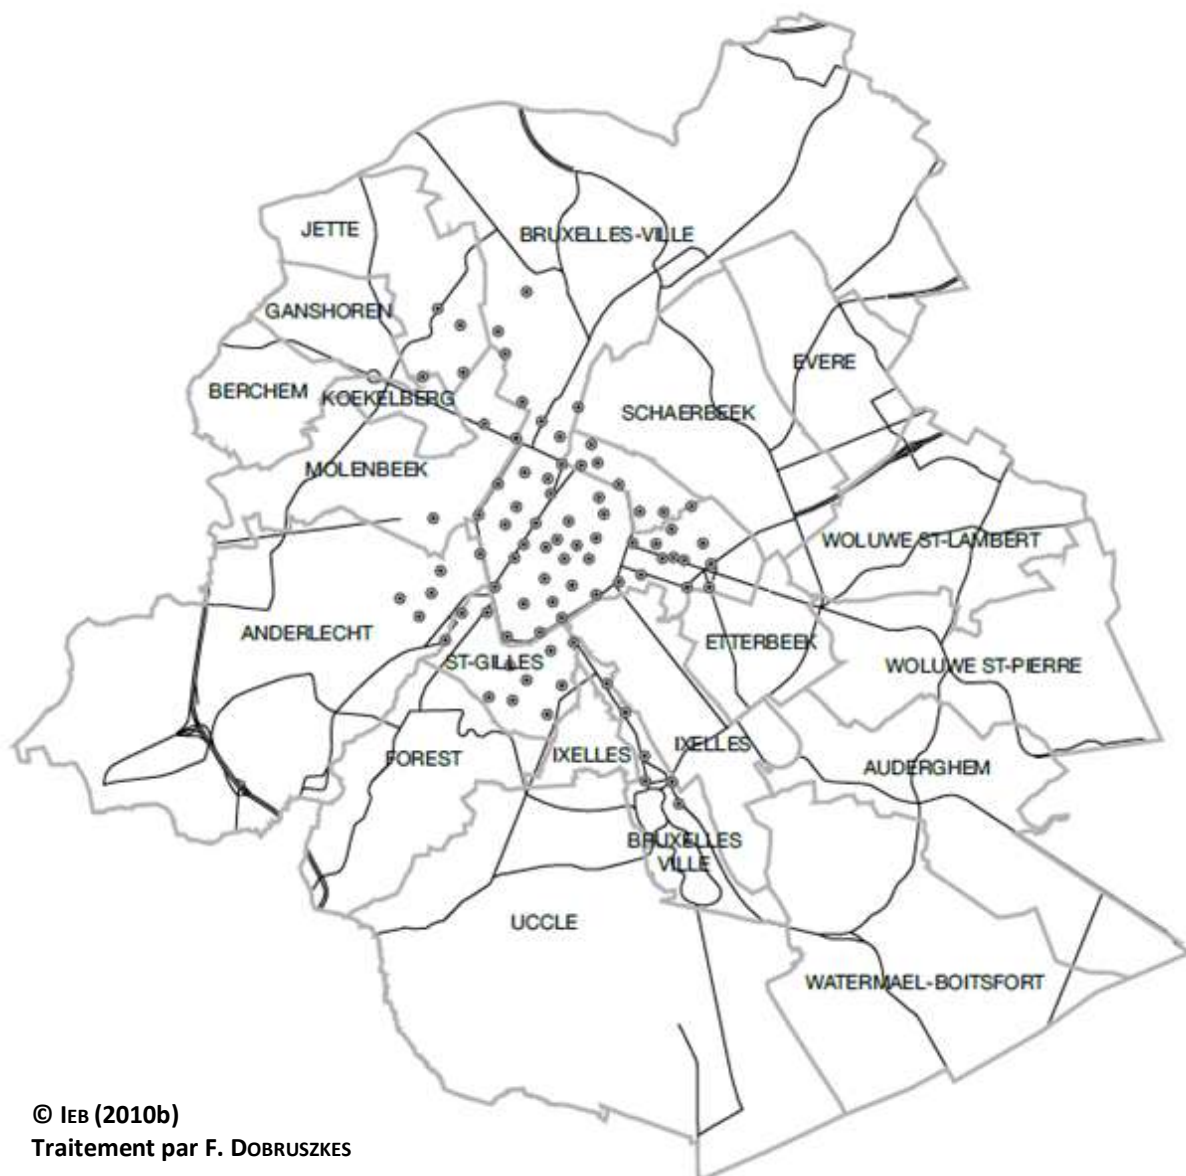 JETTE
BRUXELLES-VILLE
GANSHOREN
EVERE
BERCHEM
KOEKELBERG
SCHAERBEEK
MOLENBEEK
WOLUWE ST-LAMBERT
ANDERLECHT
ETTERBEEK
ST-GILLES
WOLUWE ST-PIERRE
FOREST
IXELLES
IXELLES
AUDERGHEM
BRUXELLES
VILLE
UCCLE
WATERMAEL-BOITSFORT
© IEB (2010b)
Traitement par F. DOBRUSZKES